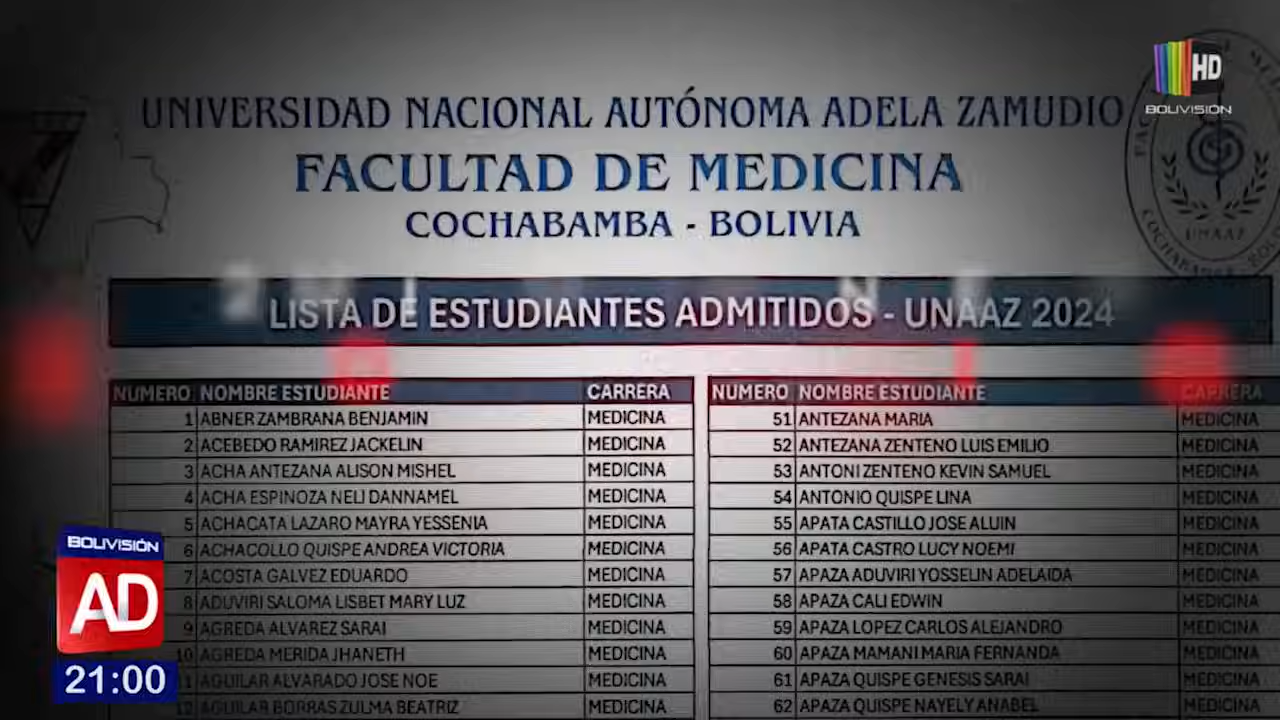 HD
BOLIVISIÓN
UNIVERSIDAD NACIONAL AUTÓNOMA ADELA ZAMUDIO
FACULTAD DE MEDICINA
COCHABAMBA - BOLIVIA
UNAAZ
LISTA DE ESTUDIANTES ADMITIDOS - UNAAZ 2024
NUMERO NOMBRE ESTUDIANTE CARRERA NUMERO NOMBRE ESTUDIANTE CARRERA
1 ABNER ZAMBRANA BENJAMIN MEDICINA 51 ANTEZANA MARIA MEDICINA
2 ACEBEDO RAMIREZ JACKELIN MEDICINA 52 ANTEZANA ZENTENO LUIS EMILIO MEDICINA
3 ACHA ANTEZANA ALISON MISHEL MEDICINA 53 ANTONI ZENTENO KEVIN SAMUEL MEDICINA
4 ACHA ESPINOZA NELI DANNAMEL MEDICINA 54 ANTONIO QUISPE LINA MEDICINA
5 ACHACATA LAZARO MAYRA YESSENIA MEDICINA 55 APATA CASTILLO JOSE ALUIN MEDICINA
6 ACHACOLLO QUISPE ANDREA VICTORIA MEDICINA 56 APATA CASTRO LUCY NOEMI MEDICINA
7 ACOSTA GALVEZ EDUARDO MEDICINA 57 APAZA ADUVIRI YOSSELIN ADELAIDA MEDICINA
8 ADUVIRI SALOMA LISBET MARY LUZ MEDICINA 58 APAZA CALI EDWIN MEDICINA
9 AGREDA ALVAREZ SARAI MEDICINA 59 APAZA LOPEZ CARLOS ALEJANDRO MEDICINA
10 AGREDA MERIDA JHANETH MEDICINA 60 APAZA MAMANI MARIA FERNANDA MEDICINA
AGUILAR ALVARADO JOSE NOE MEDICINA 61 APAZA QUISPE GENESIS SARAI MEDICINA
12 AGUILAR BORRAS ZULMA BEATRIZ MEDICINA 62 APAZA QUISPE NAYELY ANABEL MEDICINA
BOLIVISIÓN
AD
21:00